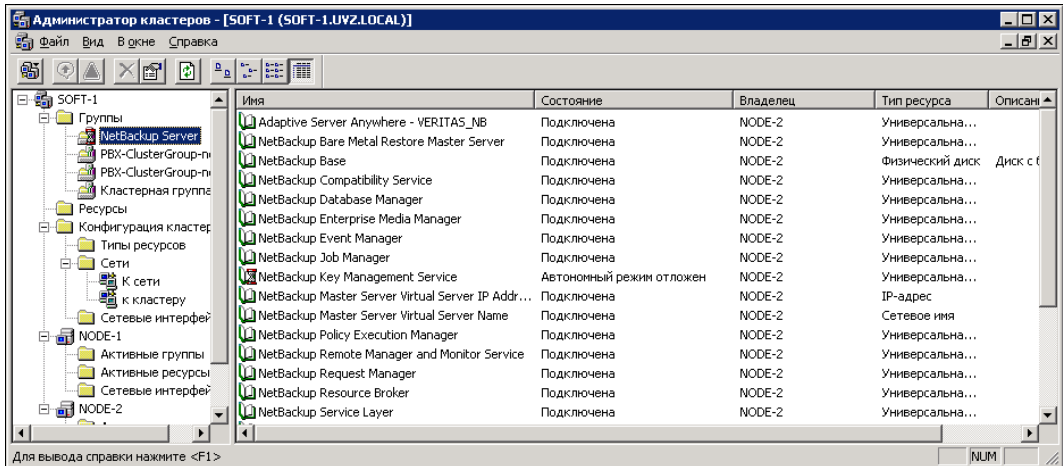 Администратор кластеров - [SOFT-1 (SOFT-1.UVZ.LOCAL)]
Файл Вид В окне Справка
SOFT-1
Группы
NetBackup Server
PBX-ClusterGroup-n
PBX-ClusterGroup-n
Кластерная группа
Ресурсы
Конфигурация кластер
Типы ресурсов
Сети
К сети
к кластеру
Сетевые интерфей
NODE-1
Активные группы
Активные ресурсы
Сетевые интерфей
NODE-2
Имя Состояние Владелец Тип ресурса Описан
Adaptive Server Anywhere - VERITAS_NB Подключена NODE-2 Универсальна...
NetBackup Bare Metal Restore Master Server Подключена NODE-2 Универсальна...
NetBackup Base Подключена NODE-2 Физический диск Диск с б
NetBackup Compatibility Service Подключена NODE-2 Универсальна...
NetBackup Database Manager Подключена NODE-2 Универсальна...
NetBackup Enterprise Media Manager Подключена NODE-2 Универсальна...
NetBackup Event Manager Подключена NODE-2 Универсальна...
NetBackup Job Manager Подключена NODE-2 Универсальна...
NetBackup Key Management Service Автономный режим отложен NODE-2 Универсальна...
NetBackup Master Server Virtual Server IP Addr... Подключена NODE-2 IP-адрес
NetBackup Master Server Virtual Server Name Подключена NODE-2 Сетевое имя
NetBackup Policy Execution Manager Подключена NODE-2 Универсальна...
NetBackup Remote Manager and Monitor Service Подключена NODE-2 Универсальна...
NetBackup Request Manager Подключена NODE-2 Универсальна...
NetBackup Resource Broker Подключена NODE-2 Универсальна...
NetBackup Service Layer Подключена NODE-2 Универсальна...
Для вывода справки нажмите <F1> NUM